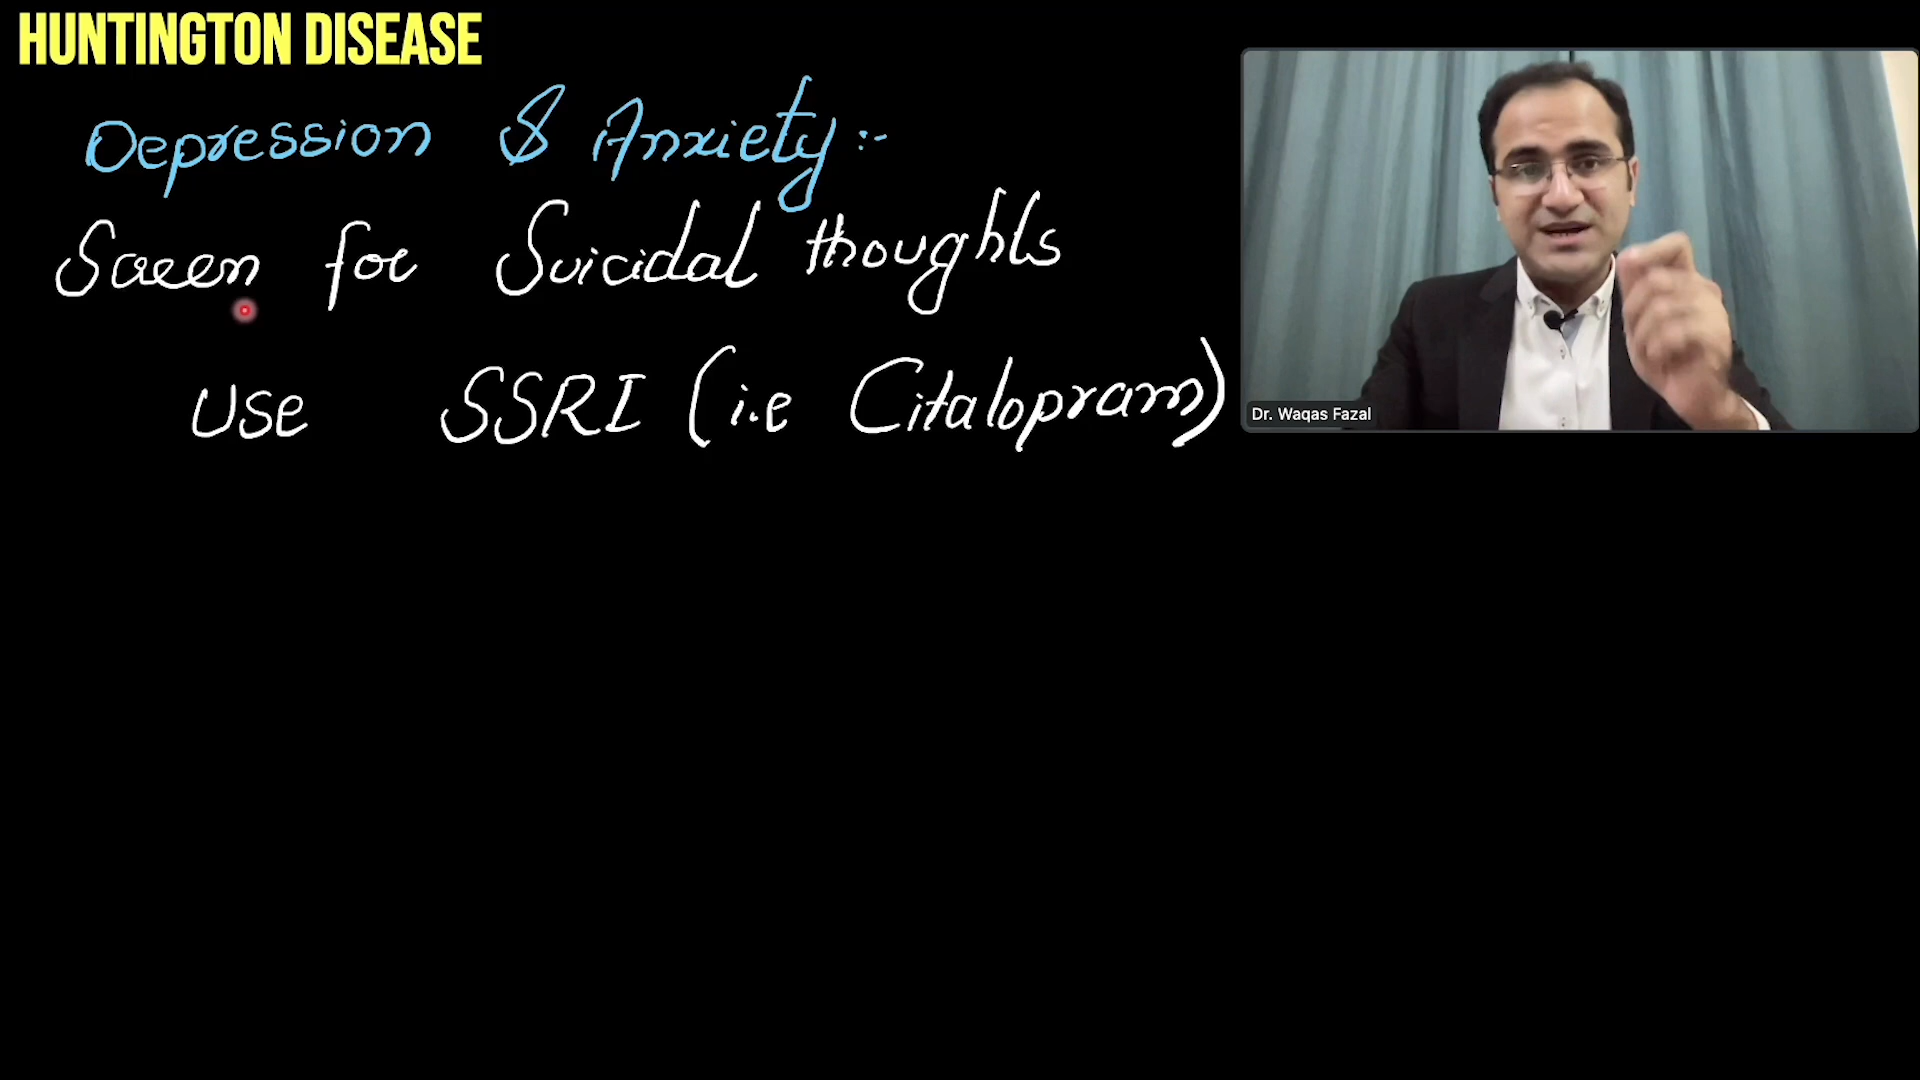 HUNTINGTON DISEASE
Depression & Anxiety :-
Screen for Suicidal thoughts
Use SSRI (i.e Citalopram)
Dr. Waqas Fazal